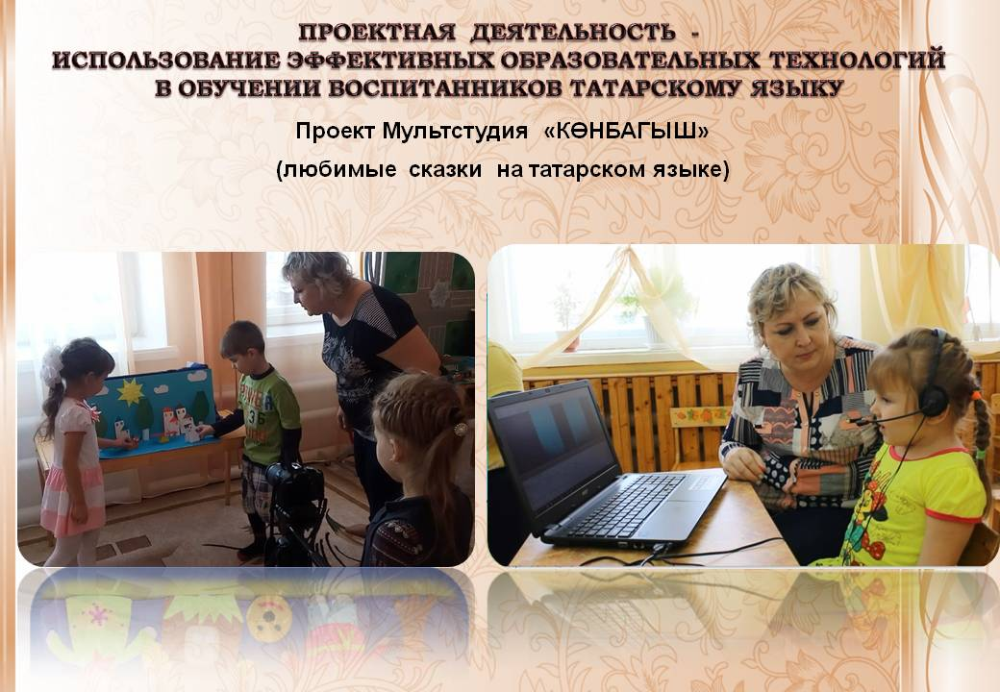 ПРОЕКТНАЯ ДЕЯТЕЛЬНОСТЬ -
ИСПОЛЬЗОВАНИЕ ЭФФЕКТИВНЫХ ОБРАЗОВАТЕЛЬНЫХ ТЕХНОЛОГИЙ
В ОБУЧЕНИИ ВОСПИТАННИКОВ ТАТАРСКОМУ ЯЗЫКУ
Проект Мультстудия «КӨНБАГЫШ»
(любимые сказки на татарском языке)